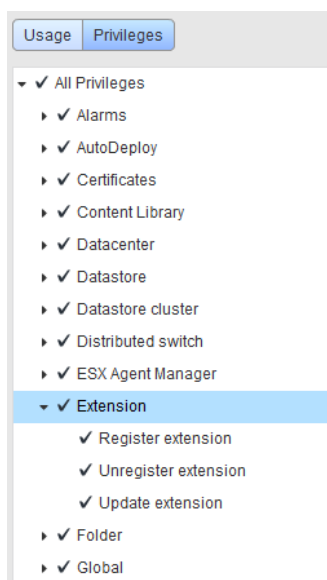 Usage Privileges
All Privileges
Alarms
AutoDeploy
Certificates
Content Library
Datacenter
Datastore
Datastore cluster
Distributed switch
ESX Agent Manager
Extension
Register extension
Unregister extension
Update extension
Folder
Global